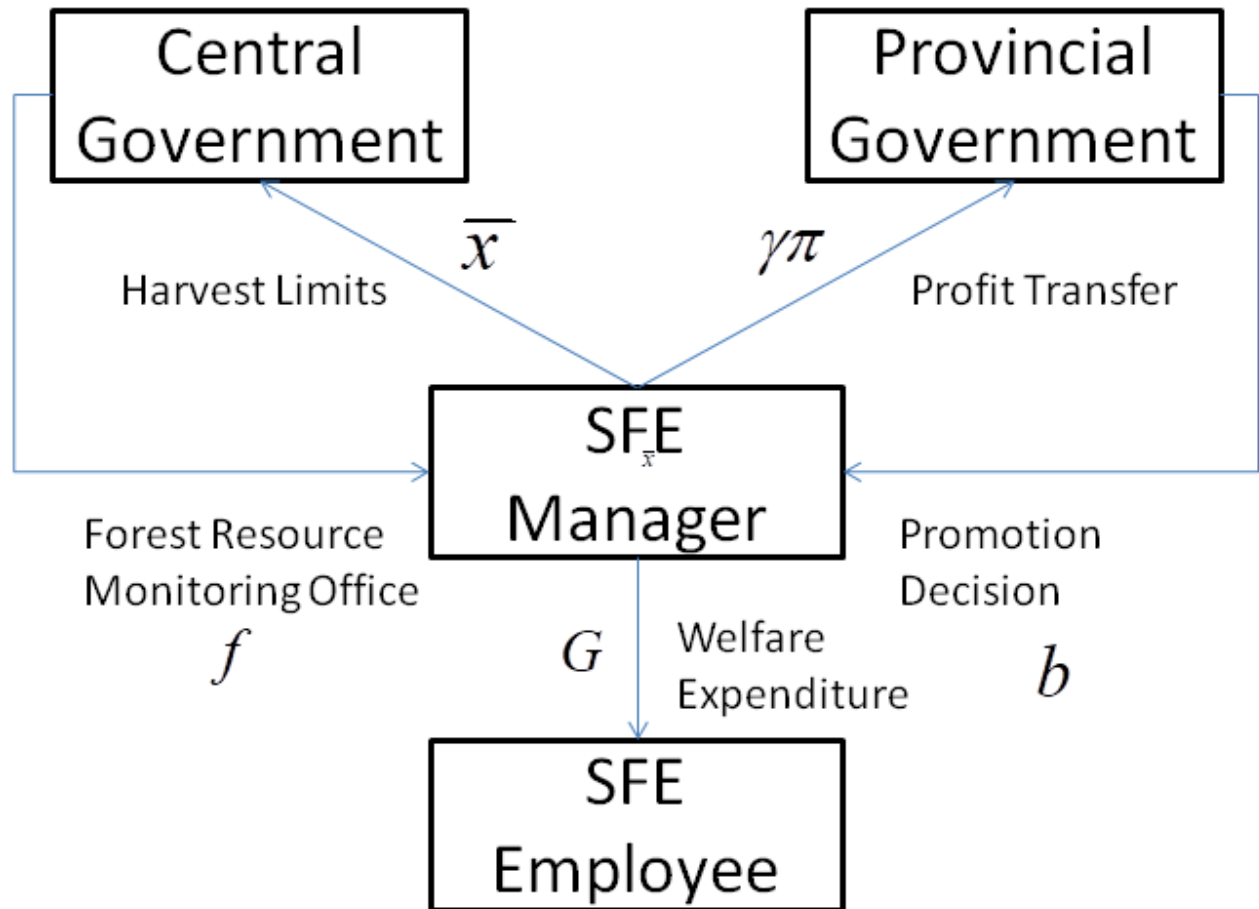 Central
Government
Provincial
Government
x̅
γπ
Harvest Limits
Profit Transfer
SFE
x̅
Manager
Forest Resource
Monitoring Office
f
Promotion
Decision
b
G
Welfare
Expenditure
SFE
Employee